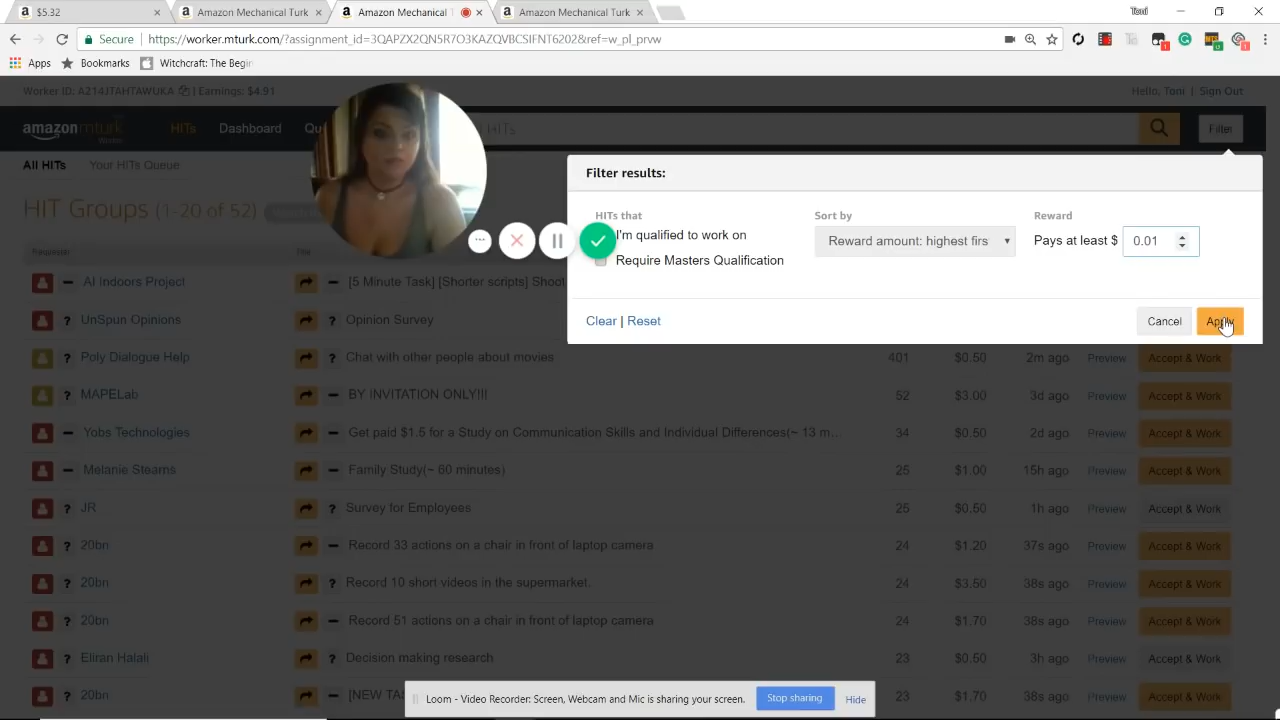 $5.32
Amazon Mechanical Turk
Amazon Mechanical T
Amazon Mechanical Turk
Toni
Secure
https://worker.mturk.com/?assignment_id=3QAPZX2QN5R7O3KAZQVBCSIFNT6202&ref=w_pl_prvw
Apps
Bookmarks
Witchcraft: The Begin
Worker ID: A214JTAHTAWUKA
Earnings: $4.91
Hello, Toni | Sign Out
amazonmturk
Worker
HITs
Dashboard
Qu
HITs
Filter
All HITs
Your HITs Queue
HIT Groups (1-20 of 52)
Filter results:
HITs that
I'm qualified to work on
Require Masters Qualification
Sort by
Reward amount: highest firs
Reward
Pays at least $ 0.01
Clear | Reset
Cancel
Apply
AI Indoors Project
[5 Minute Task] [Shorter scripts] Shoot
UnSpun Opinions
Opinion Survey
Poly Dialogue Help
Chat with other people about movies
401
$0.50
2m ago
Preview
Accept & Work
MAPELab
BY INVITATION ONLY!!!
52
$3.00
3d ago
Preview
Accept & Work
Yobs Technologies
Get paid $1.5 for a Study on Communication Skills and Individual Differences(~ 13 m...
34
$0.50
2d ago
Preview
Accept & Work
Melanie Stearns
Family Study(~ 60 minutes)
25
$1.00
15h ago
Preview
Accept & Work
JR
Survey for Employees
25
$0.50
1h ago
Preview
Accept & Work
20bn
Record 33 actions on a chair in front of laptop camera
24
$1.20
37s ago
Preview
Accept & Work
20bn
Record 10 short videos in the supermarket.
24
$3.50
38s ago
Preview
Accept & Work
20bn
Record 51 actions on a chair in front of laptop camera
24
$1.70
38s ago
Preview
Accept & Work
Eliran Halali
Decision making research
23
$0.50
3h ago
Preview
Accept & Work
20bn
[NEW TA
23
$1.70
38s ago
Preview
Accept & Work
Loom - Video Recorder: Screen, Webcam and Mic is sharing your screen.
Stop sharing
Hide